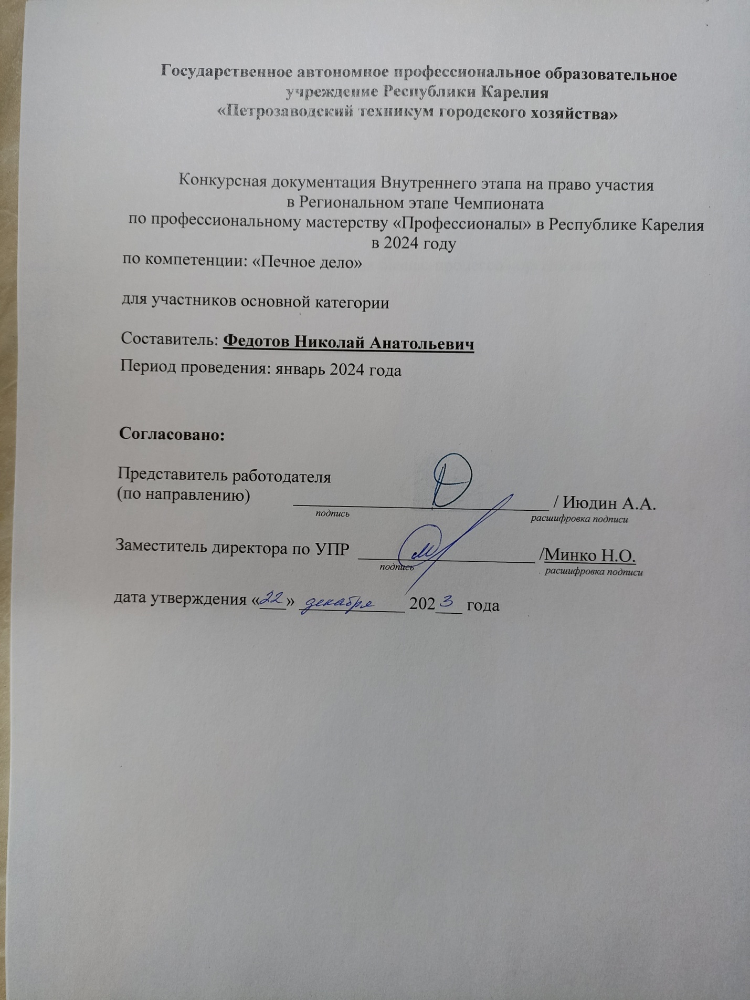 Государственное автономное профессиональное образовательное
учреждение Республики Карелия
«Петрозаводский техникум городского хозяйства»
Конкурсная документация Внутреннего этапа на право участия
в Региональном этапе Чемпионата
по профессиональному мастерству «Профессионалы» в Республике Карелия
в 2024 году
по компетенции: «Печное дело»
для участников основной категории
Составитель: Федотов Николай Анатольевич
Период проведения: январь 2024 года
Согласовано:
Представитель работодателя
(по направлению) / Июдин А.А.
подпись расшифровка подписи
Заместитель директора по УПР /Минко Н.О.
подпись расшифровка подписи
дата утверждения «22» декабря 2023 года